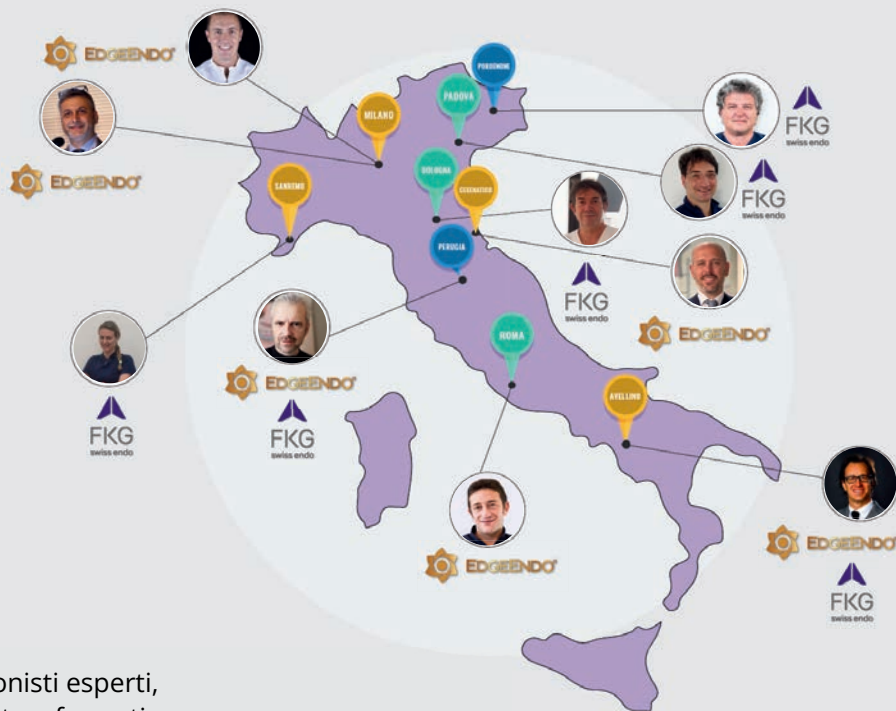 EDGEENDO®
EDGEENDO®
PORDENONE
PADOVA
MILANO
FKG
swiss endo
BOLOGNA
CESENATICO
SANREMO
FKG
swiss endo
PERUGIA
FKG
swiss endo
EDGEENDO®
ROMA
EDGEENDO®
FKG
swiss endo
FKG
swiss endo
AVELLINO
EDGEENDO®
EDGEENDO®
FKG
swiss endo
onisti esperti,